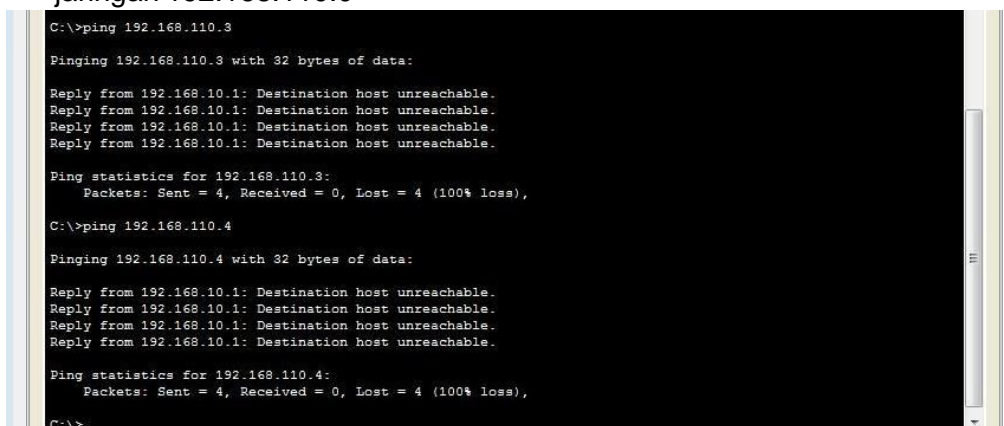 jaringan 192.168.110.0
C:\>ping 192.168.110.3
Pinging 192.168.110.3 with 32 bytes of data:
Reply from 192.168.10.1: Destination host unreachable.
Reply from 192.168.10.1: Destination host unreachable.
Reply from 192.168.10.1: Destination host unreachable.
Reply from 192.168.10.1: Destination host unreachable.
Ping statistics for 192.168.110.3:
Packets: Sent = 4, Received = 0, Lost = 4 (100% loss),
C:\>ping 192.168.110.4
Pinging 192.168.110.4 with 32 bytes of data:
Reply from 192.168.10.1: Destination host unreachable.
Reply from 192.168.10.1: Destination host unreachable.
Reply from 192.168.10.1: Destination host unreachable.
Reply from 192.168.10.1: Destination host unreachable.
Ping statistics for 192.168.110.4:
Packets: Sent = 4, Received = 0, Lost = 4 (100% loss),
C:\>